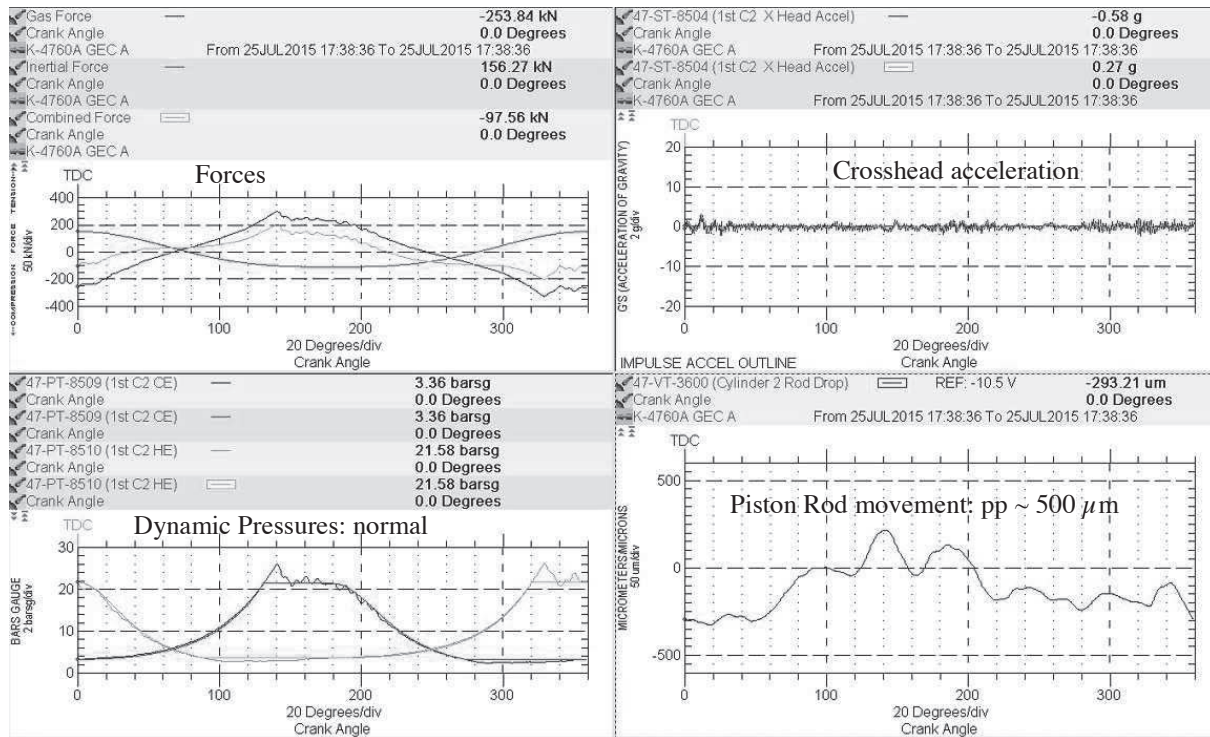 Gas Force -253.84 kN
Crank Angle 0.0 Degrees
K-4760A GEC A From 25JUL2015 17:38:36 To 25JUL2015 17:38:36
Inertial Force 156.27 kN
Crank Angle 0.0 Degrees
K-4760A GEC A
Combined Force -97.56 kN
Crank Angle 0.0 Degrees
K-4760A GEC A
TDC
Forces
←COMPRESSION FORCE TENSION→
50 kN/div
400
200
0
-200
-400
0 100 200 300
20 Degrees/div
Crank Angle
47-ST-8504 (1st C2 X Head Accel) -0.58 g
Crank Angle 0.0 Degrees
K-4760A GEC A From 25JUL2015 17:38:36 To 25JUL2015 17:38:36
47-ST-8504 (1st C2 X Head Accel) 0.27 g
Crank Angle 0.0 Degrees
K-4760A GEC A From 25JUL2015 17:38:36 To 25JUL2015 17:38:36
TDC
Crosshead acceleration
G'S (ACCELERATION OF GRAVITY)
2 g/div
20
10
0
-10
-20
0 100 200 300
20 Degrees/div
Crank Angle
IMPULSE ACCEL OUTLINE
47-PT-8509 (1st C2 CE) 3.36 barsg
Crank Angle 0.0 Degrees
47-PT-8509 (1st C2 CE) 3.36 barsg
Crank Angle 0.0 Degrees
47-PT-8510 (1st C2 HE) 21.58 barsg
Crank Angle 0.0 Degrees
47-PT-8510 (1st C2 HE) 21.58 barsg
Crank Angle 0.0 Degrees
TDC
Dynamic Pressures: normal
BARS GAUGE
2 barsg/div
30
20
10
0
0 100 200 300
20 Degrees/div
Crank Angle
47-VT-3600 (Cylinder 2 Rod Drop) REF: -10.5 V -293.21 um
Crank Angle 0.0 Degrees
K-4760A GEC A From 25JUL2015 17:38:36 To 25JUL2015 17:38:36
TDC
Piston Rod movement: pp ~ 500 µm
MICROMETERS/MICRONS
50 um/div
500
0
-500
0 100 200 300
20 Degrees/div
Crank Angle